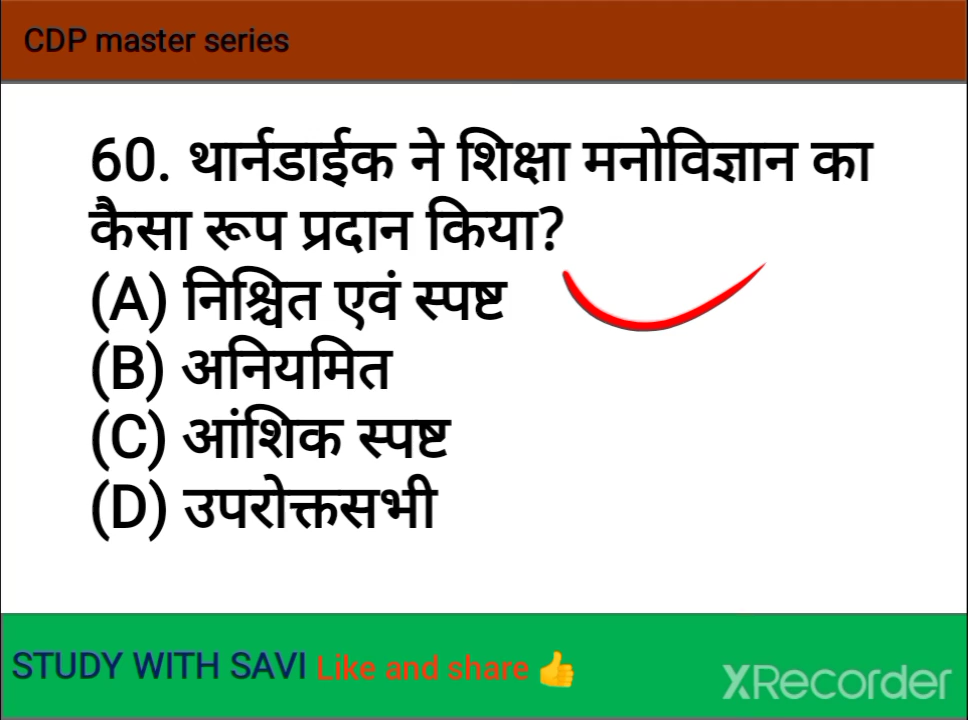 CDP master series
60. थार्नडाईक ने शिक्षा मनोविज्ञान का
कैसा रूप प्रदान किया?
(A) निश्चित एवं स्पष्ट
(B) अनियमित
(C) आंशिक स्पष्ट
(D) उपरोक्तसभी
STUDY WITH SAVI Like and share 👍
XRecorder